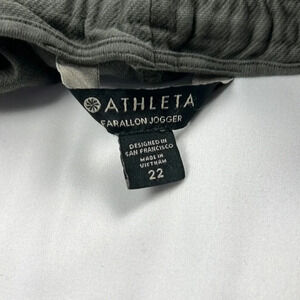 ATHLETA
FARALLON JOGGER
DESIGNED IN
SAN FRANCISCO
MADE IN
VIETNAM
22